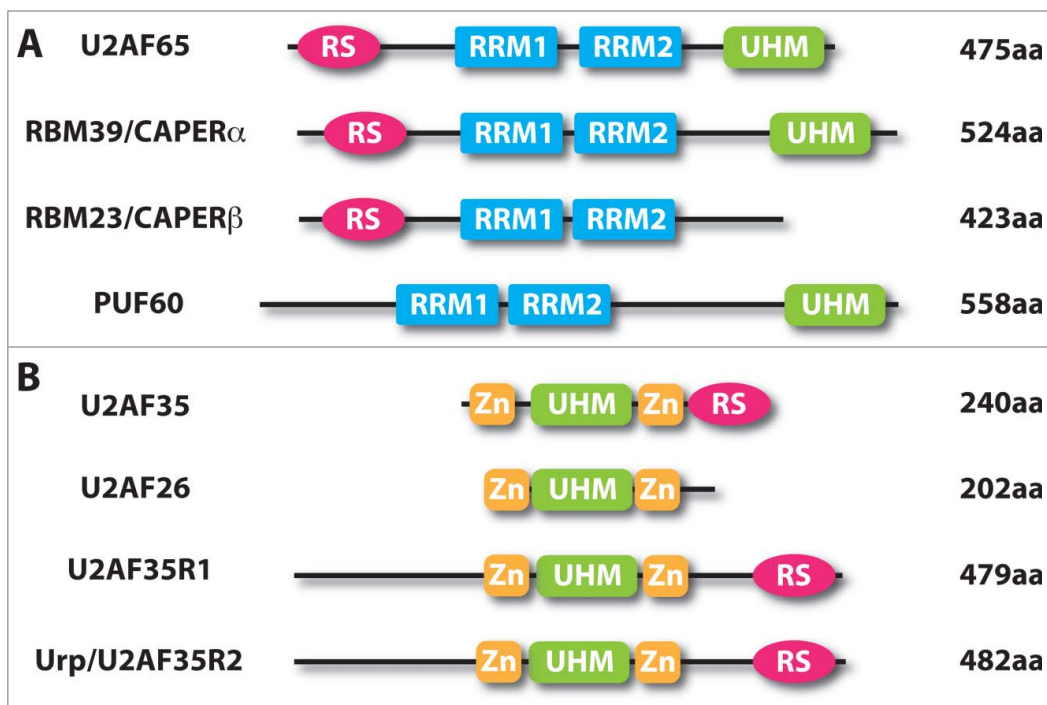 A
U2AF65 RS RRM1 RRM2 UHM 475aa
RBM39/CAPERα RS RRM1 RRM2 UHM 524aa
RBM23/CAPERβ RS RRM1 RRM2 423aa
PUF60 RRM1 RRM2 UHM 558aa
B
U2AF35 Zn UHM Zn RS 240aa
U2AF26 Zn UHM Zn 202aa
U2AF35R1 Zn UHM Zn RS 479aa
Urp/U2AF35R2 Zn UHM Zn RS 482aa